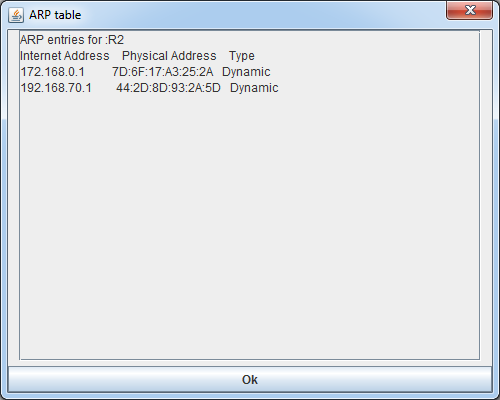 ARP table
ARP entries for :R2
Internet Address Physical Address Type
172.168.0.1 7D:6F:17:A3:25:2A Dynamic
192.168.70.1 44:2D:8D:93:2A:5D Dynamic
Ok